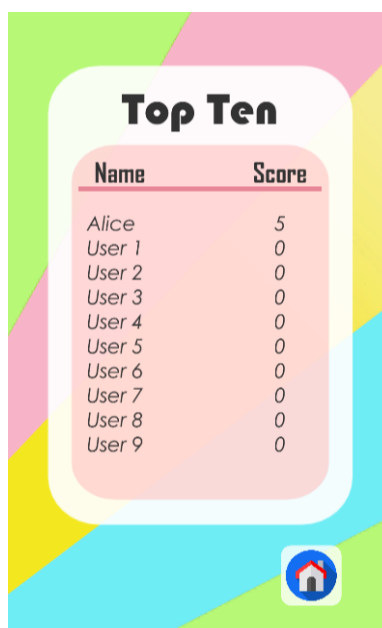 Top Ten
Name Score
Alice 5
User 1 0
User 2 0
User 3 0
User 4 0
User 5 0
User 6 0
User 7 0
User 8 0
User 9 0